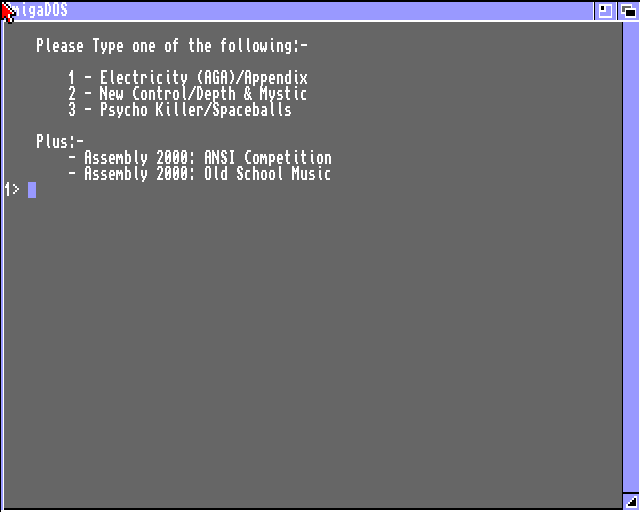 AmigaDOS
Please Type one of the following:-
1 - Electricity (AGA)/Appendix
2 - New Control/Depth & Mystic
3 - Psycho Killer/Spaceballs
Plus:-
- Assembly 2000: ANSI Competition
- Assembly 2000: Old School Music
1>